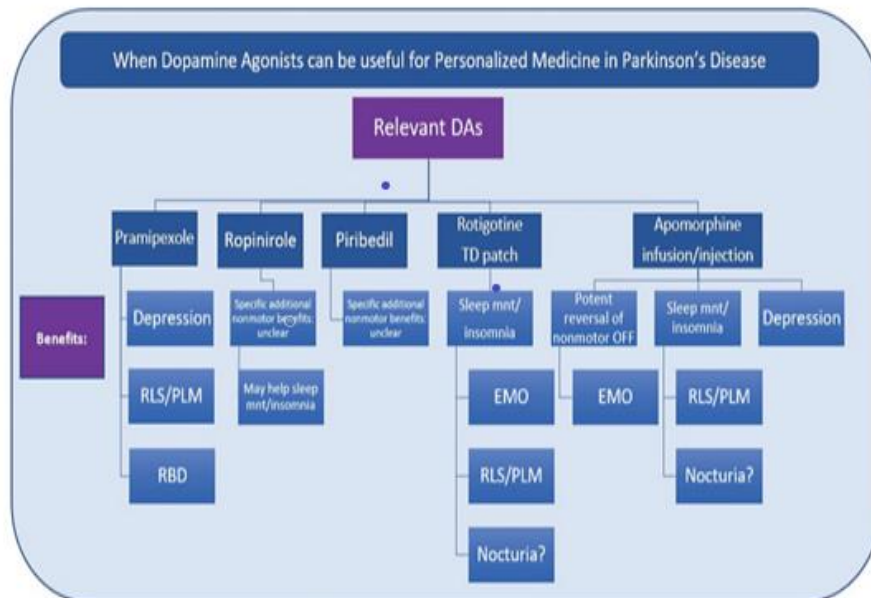 When Dopamine Agonists can be useful for Personalized Medicine in Parkinson's Disease
Relevant DAs
Pramipexole
Ropinirole
Piribedil
Rotigotine
TD patch
Apomorphine
infusion/injection
Benefits:
Depression
RLS/PLM
RBD
Specific additional
nonmotor benefits:
unclear
May help sleep
mnt/insomnia
Specific additional
nonmotor benefits:
unclear
Sleep mnt/
insomnia
EMO
RLS/PLM
Nocturia?
Potent
reversal of
nonmotor OFF
EMO
Sleep mnt/
insomnia
RLS/PLM
Nocturia?
Depression